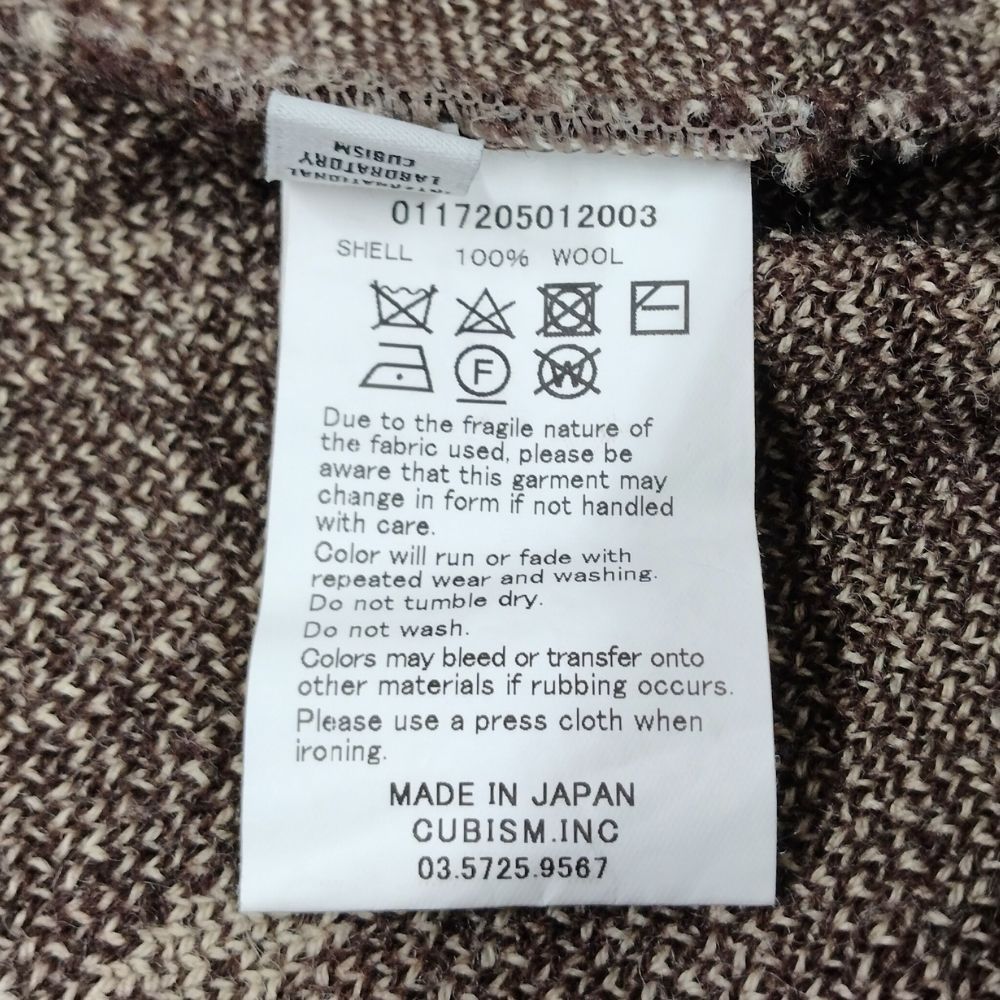 CUBISM
LABORATORY
INTERNATIONAL
0117205012003
SHELL 100% WOOL
F W
Due to the fragile nature of
the fabric used, please be
aware that this garment may
change in form if not handled
with care.
Color will run or fade with
repeated wear and washing.
Do not tumble dry.
Do not wash.
Colors may bleed or transfer onto
other materials if rubbing occurs.
Please use a press cloth when
ironing.
MADE IN JAPAN
CUBISM.INC
03.5725.9567